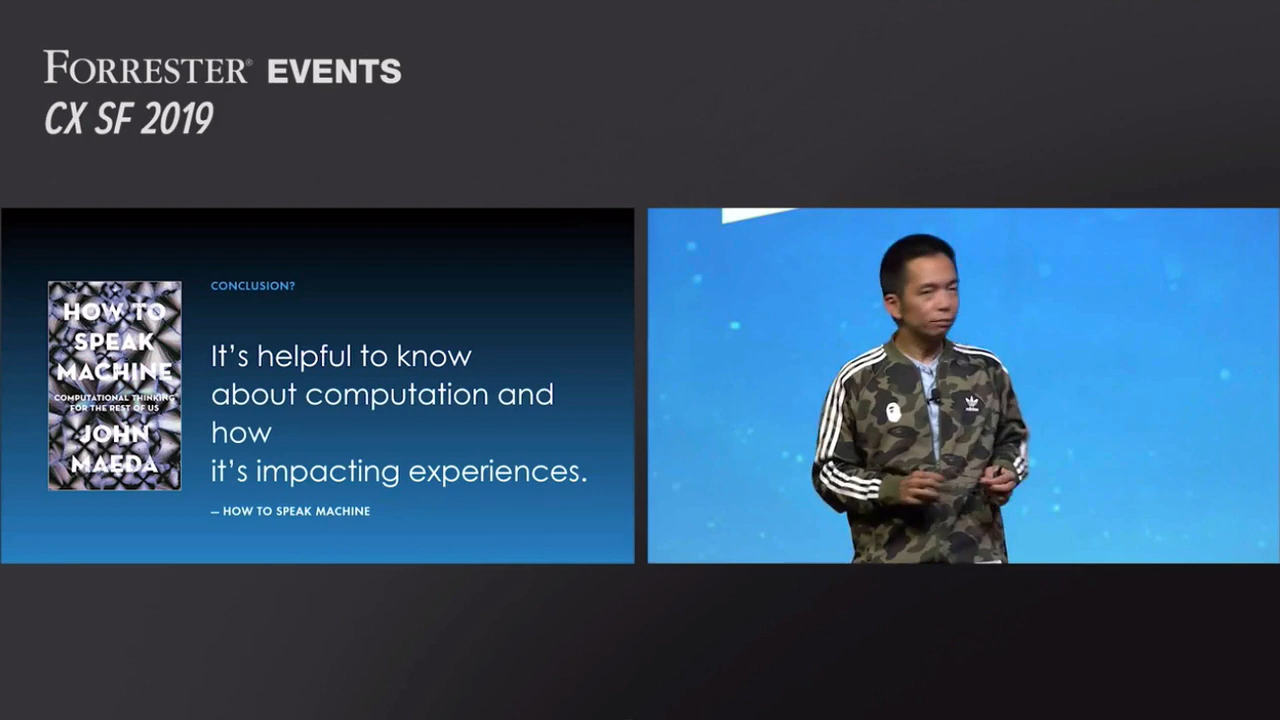 FORRESTER® EVENTS
CX SF 2019
HOW TO
SPEAK
MACHINE
COMPUTATIONAL THINKING
FOR THE REST OF US
JOHN
MAEDA
CONCLUSION?
It’s helpful to know
about computation and
how
it’s impacting experiences.
– HOW TO SPEAK MACHINE
adidas